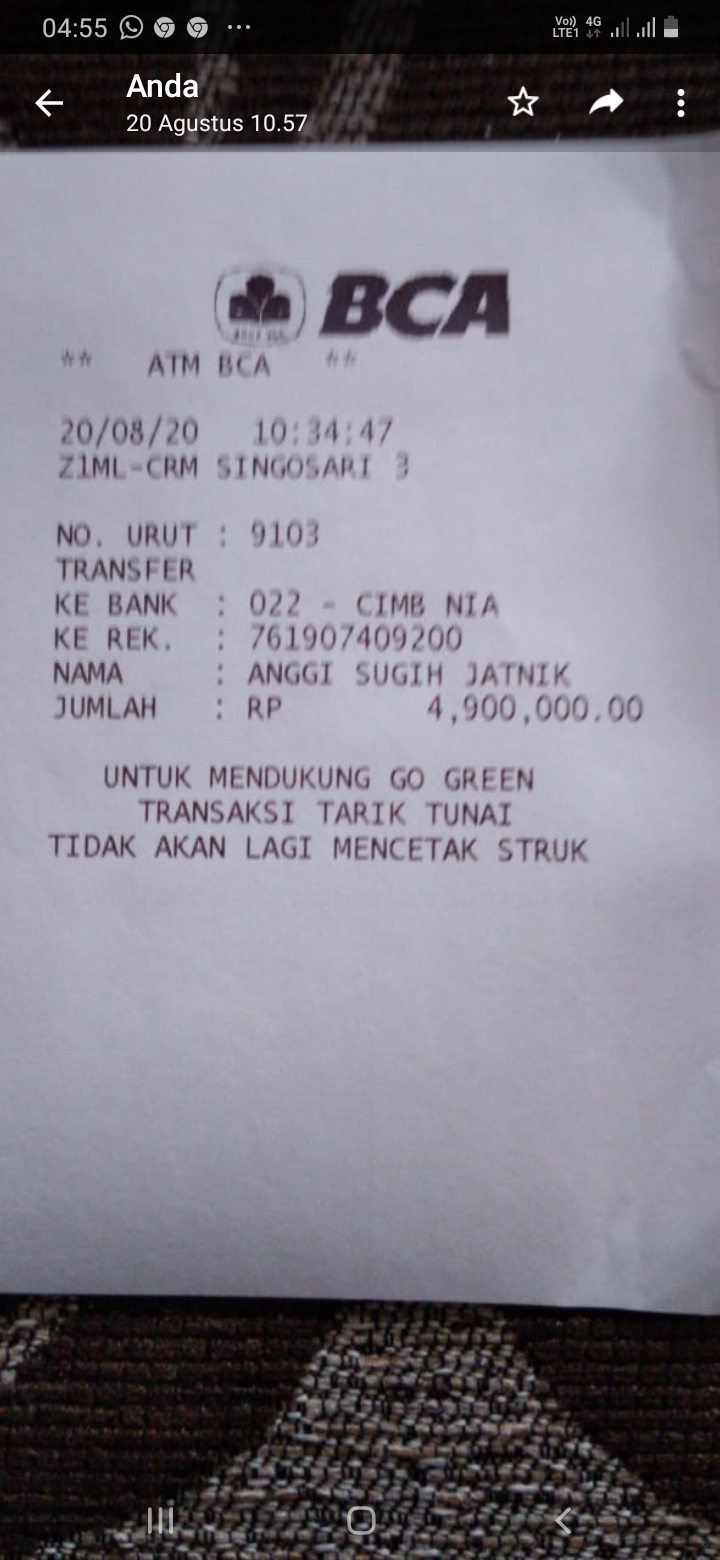 04:55
Vo)) 4G
LTE1
Anda
20 Agustus 10.57
BCA
** ATM BCA **
20/08/20 10:34:47
Z1ML-CRM SINGOSARI 3
NO. URUT : 9103
TRANSFER
KE BANK : 022 - CIMB NIA
KE REK. : 761907409200
NAMA : ANGGI SUGIH JATNIK
JUMLAH : RP 4,900,000.00
UNTUK MENDUKUNG GO GREEN
TRANSAKSI TARIK TUNAI
TIDAK AKAN LAGI MENCETAK STRUK